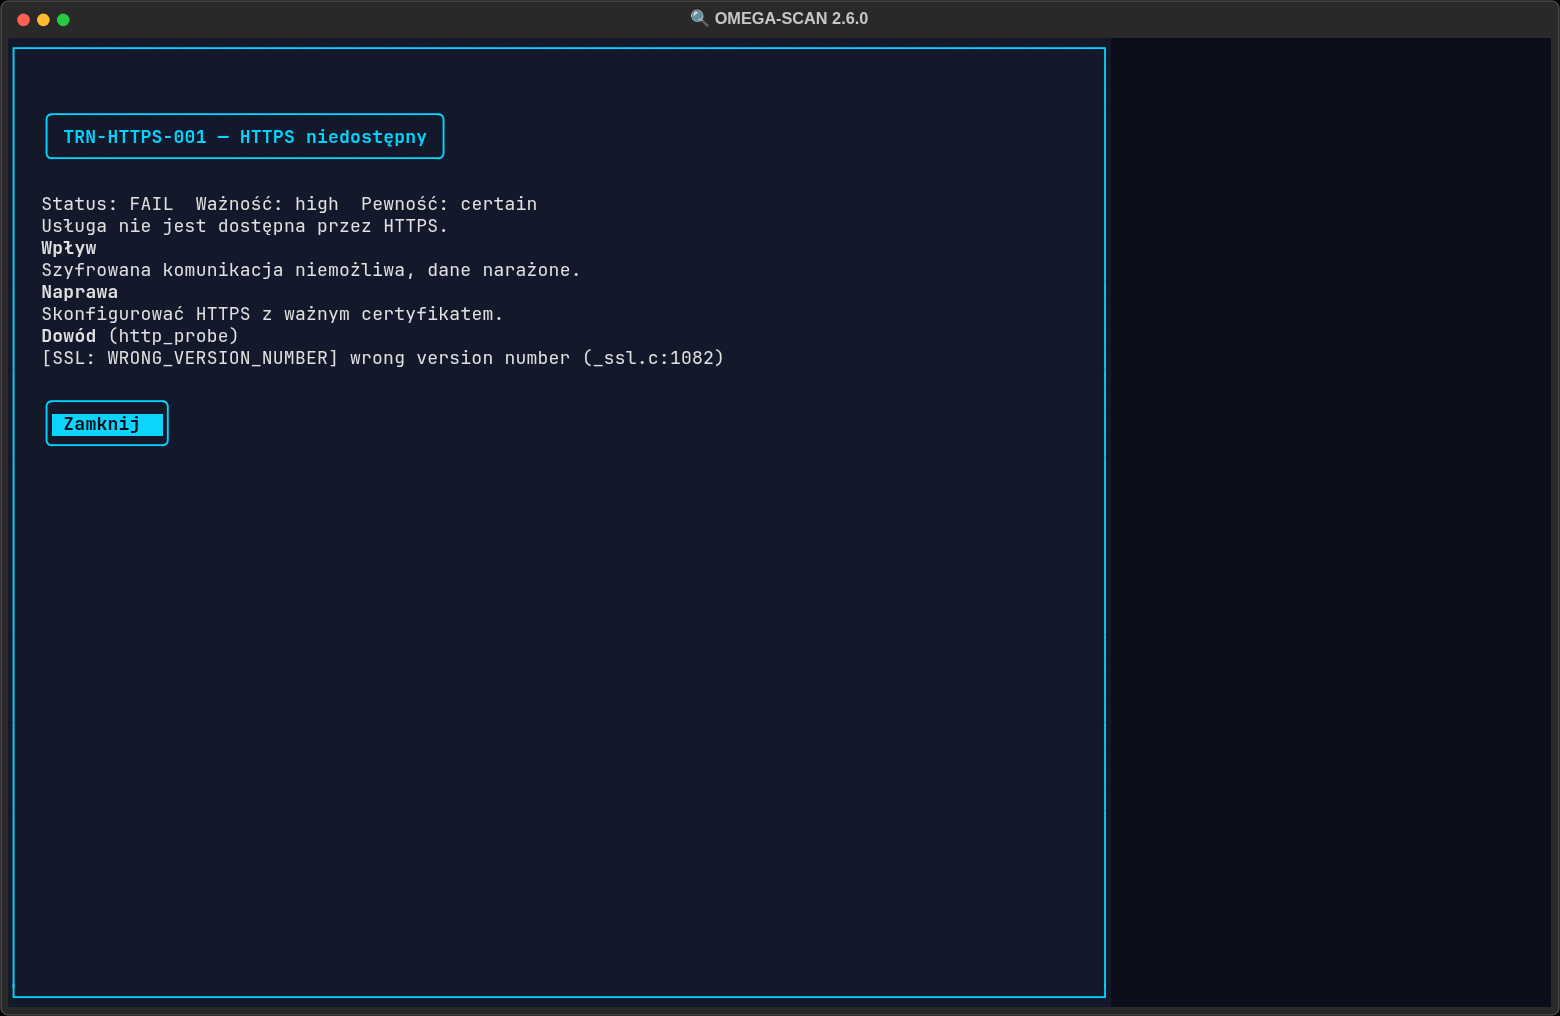 🔍 OMEGA-SCAN 2.6.0
TRN-HTTPS-001 — HTTPS niedostępny
Status: FAIL  Ważność: high  Pewność: certain
Usługa nie jest dostępna przez HTTPS.
Wpływ
Szyfrowana komunikacja niemożliwa, dane narażone.
Naprawa
Skonfigurować HTTPS z ważnym certyfikatem.
Dowód (http_probe)
[SSL: WRONG_VERSION_NUMBER] wrong version number (_ssl.c:1082)
Zamknij